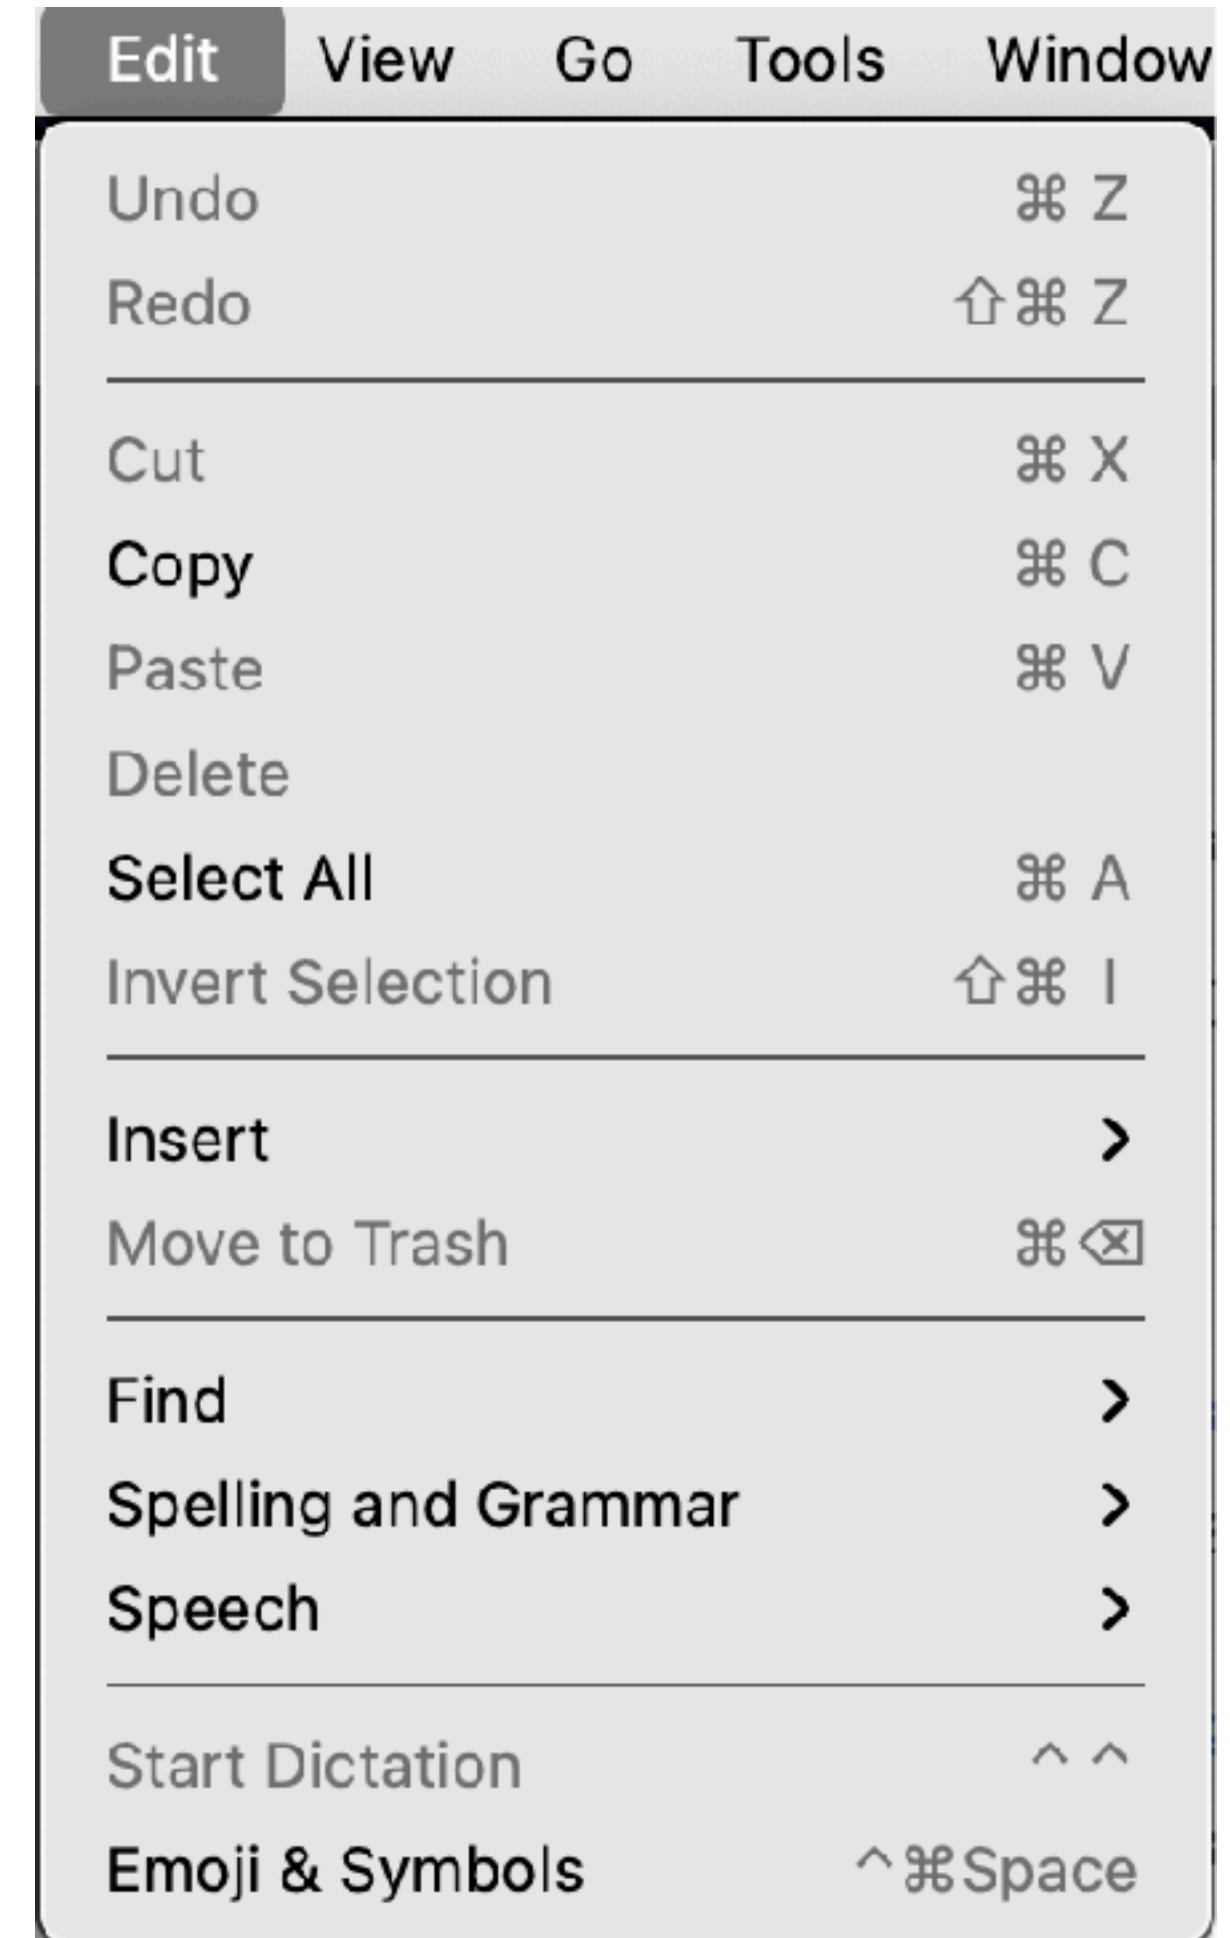 Edit View Go Tools Window
Undo ⌘ Z
Redo ⇧⌘ Z
Cut ⌘ X
Copy ⌘ C
Paste ⌘ V
Delete
Select All ⌘ A
Invert Selection ⇧⌘ I
Insert >
Move to Trash ⌘⌫
Find >
Spelling and Grammar >
Speech >
Start Dictation ^ ^
Emoji & Symbols ^⌘Space